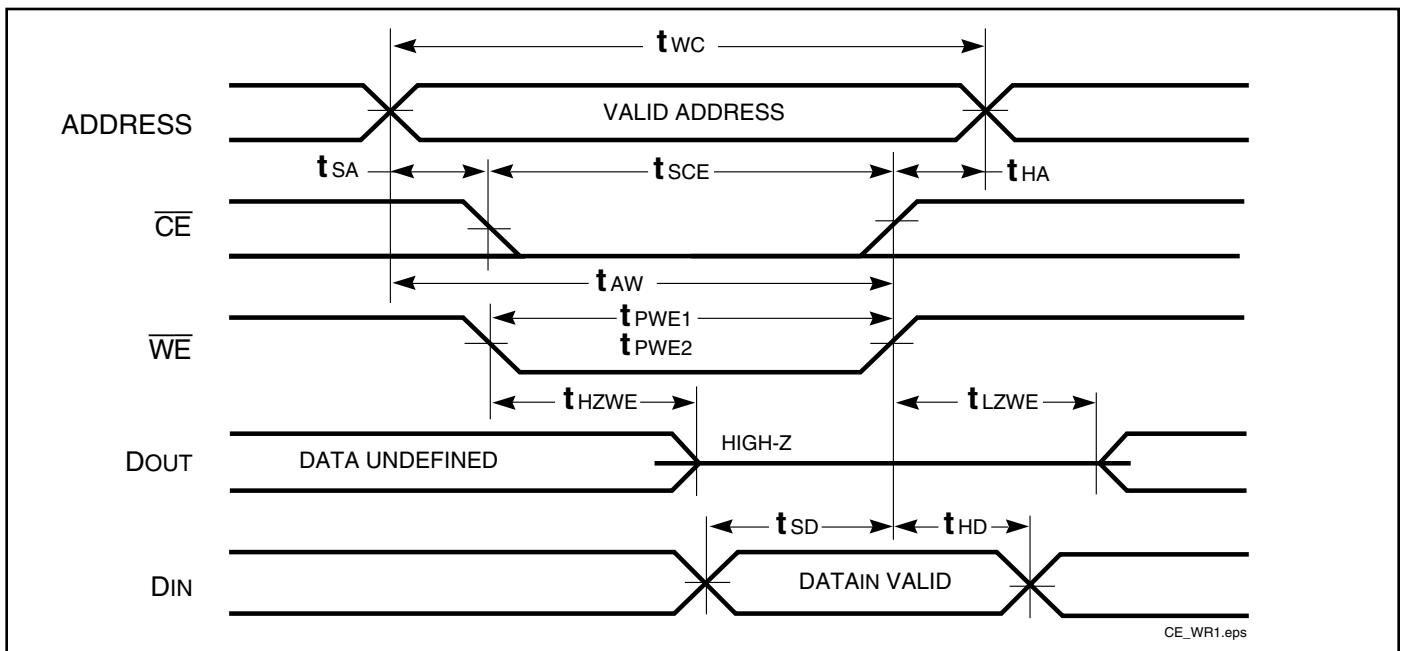 tWC
ADDRESS
VALID ADDRESS
tSA
tSCE
tHA
CE
tAW
tPWE1
WE
tPWE2
tHZWE
tLZWE
HIGH-Z
DOUT
DATA UNDEFINED
tSD
tHD
DIN
DATAIN VALID
CE_WR1.eps